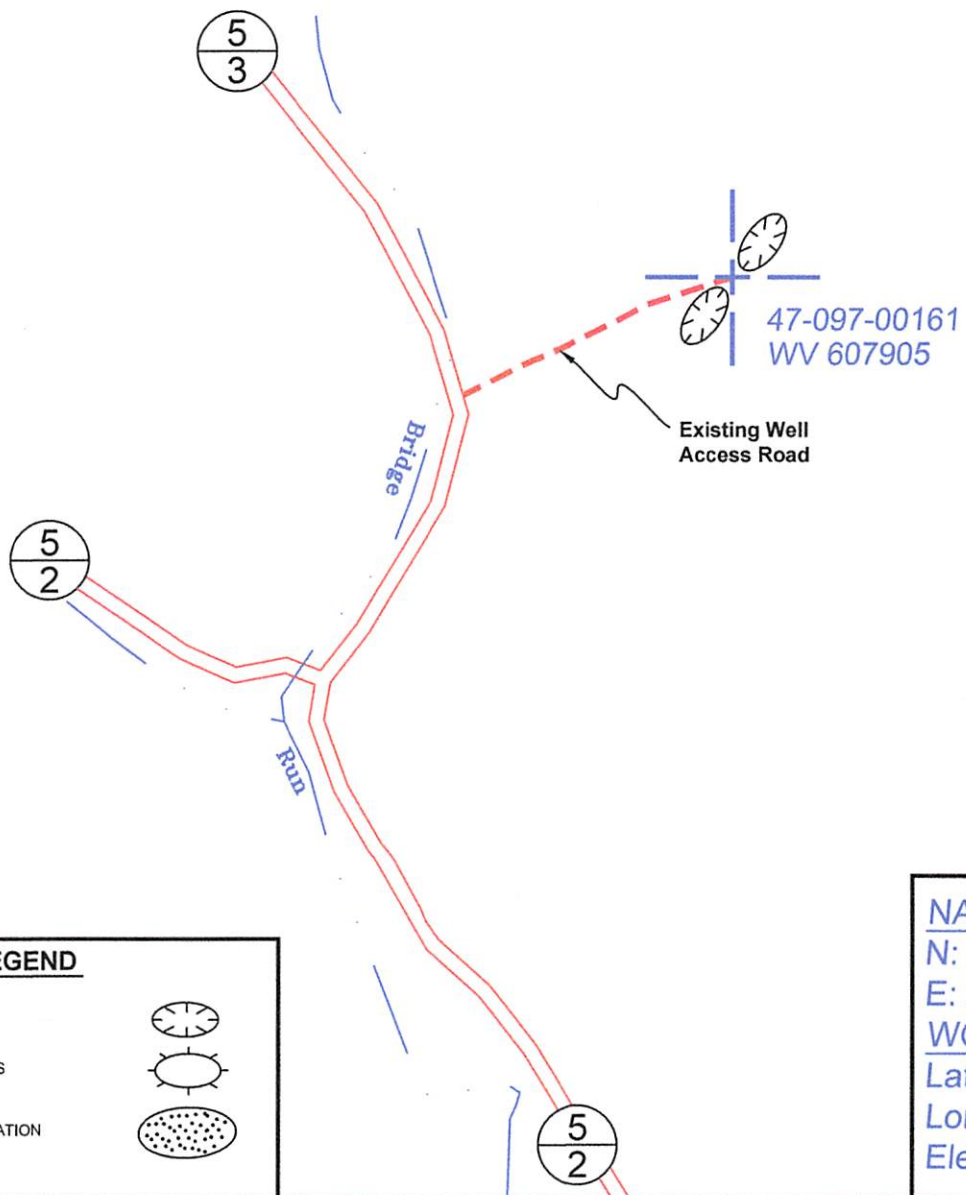 5
3
47-097-00161
WV 607905
Existing Well
Access Road
Bridge
5
2
Run
EGEND
S
ATION
5
2
NA
N:
E:
WG
Lat
Lon
Ele